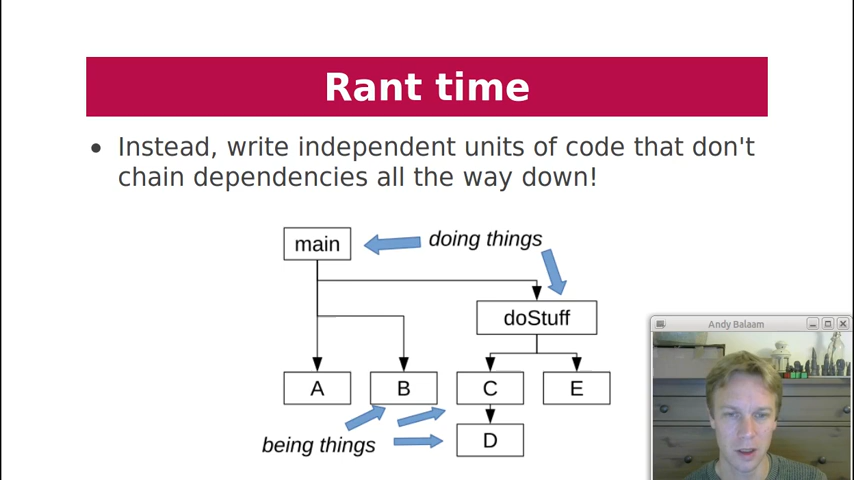 Rant time
Instead, write independent units of code that don't
chain dependencies all the way down!
main
doing things
doStuff
A
B
C
E
being things
D
Andy Balaam